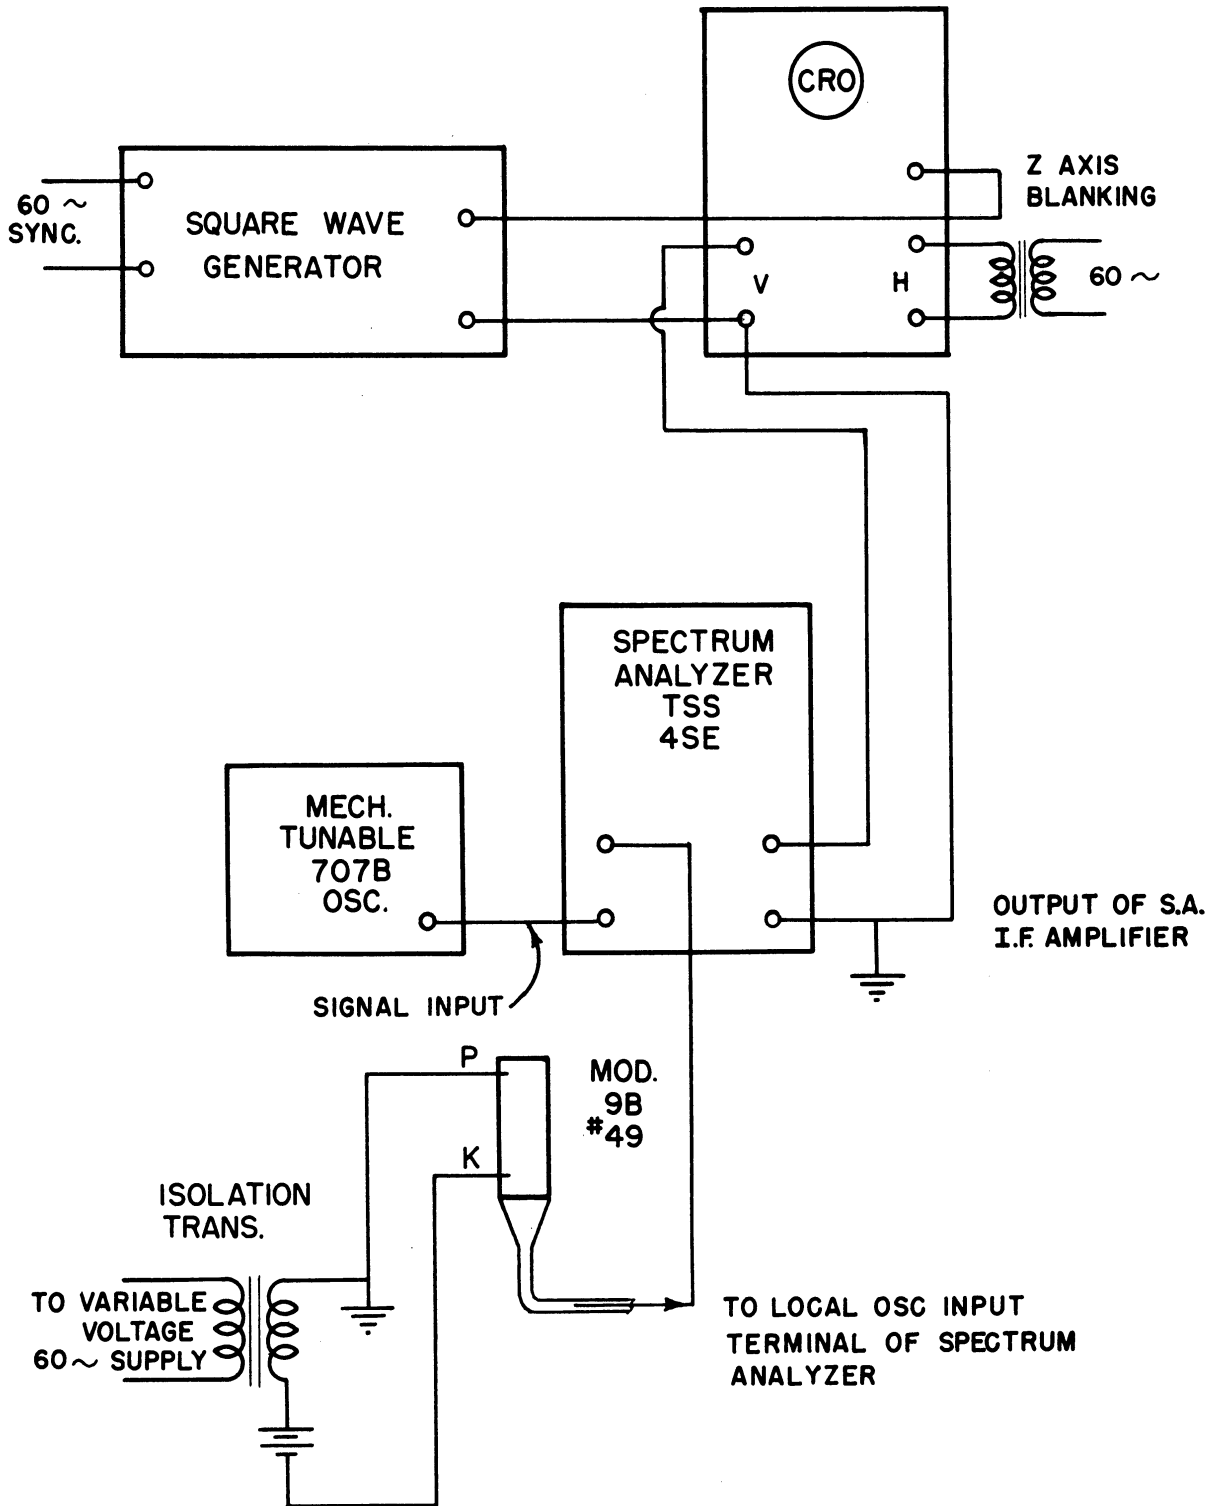 CRO
Z AXIS
BLANKING
60 ~
SYNC.
SQUARE WAVE
GENERATOR
V
H
60 ~
SPECTRUM
ANALYZER
TSS
4SE
MECH.
TUNABLE
707B
OSC.
OUTPUT OF S.A.
I.F. AMPLIFIER
SIGNAL INPUT
P
MOD.
9B
#49
K
ISOLATION
TRANS.
TO VARIABLE
VOLTAGE
60~ SUPPLY
TO LOCAL OSC INPUT
TERMINAL OF SPECTRUM
ANALYZER